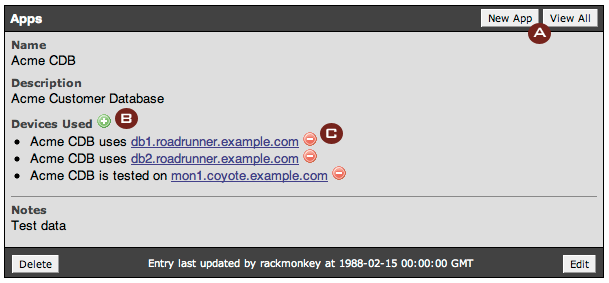 Apps New App View All
A
Name
Acme CDB
Description
Acme Customer Database
Devices Used B
Acme CDB uses db1.roadrunner.example.com C
Acme CDB uses db2.roadrunner.example.com
Acme CDB is tested on mon1.coyote.example.com
Notes
Test data
Delete Entry last updated by rackmonkey at 1988-02-15 00:00:00 GMT Edit